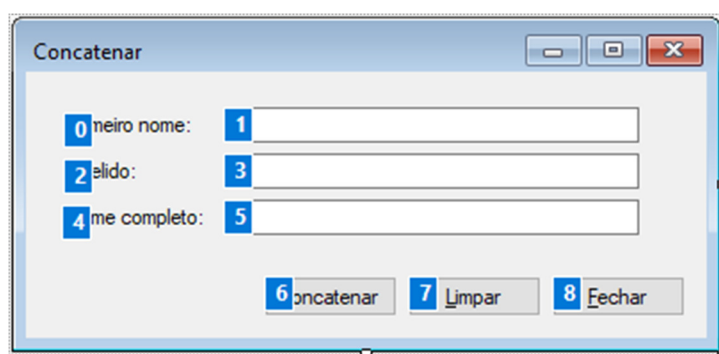 Concatenar
0 meiro nome: 1
2 elido: 3
4 me completo: 5
6 oncatenar 7 Limpar 8 Fechar